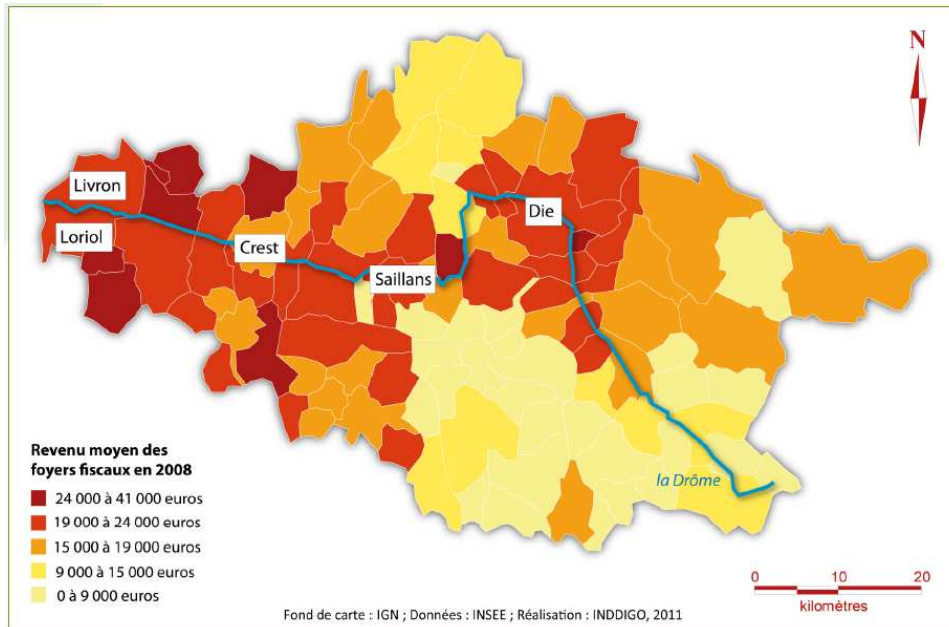 N
Livron
Loriol
Crest
Saillans
Die
la Drôme
Revenu moyen des
foyers fiscaux en 2008
24 000 à 41 000 euros
19 000 à 24 000 euros
15 000 à 19 000 euros
9 000 à 15 000 euros
0 à 9 000 euros
0 10 20
kilomètres
Fond de carte : IGN ; Données : INSEE ; Réalisation : INDDIGO, 2011